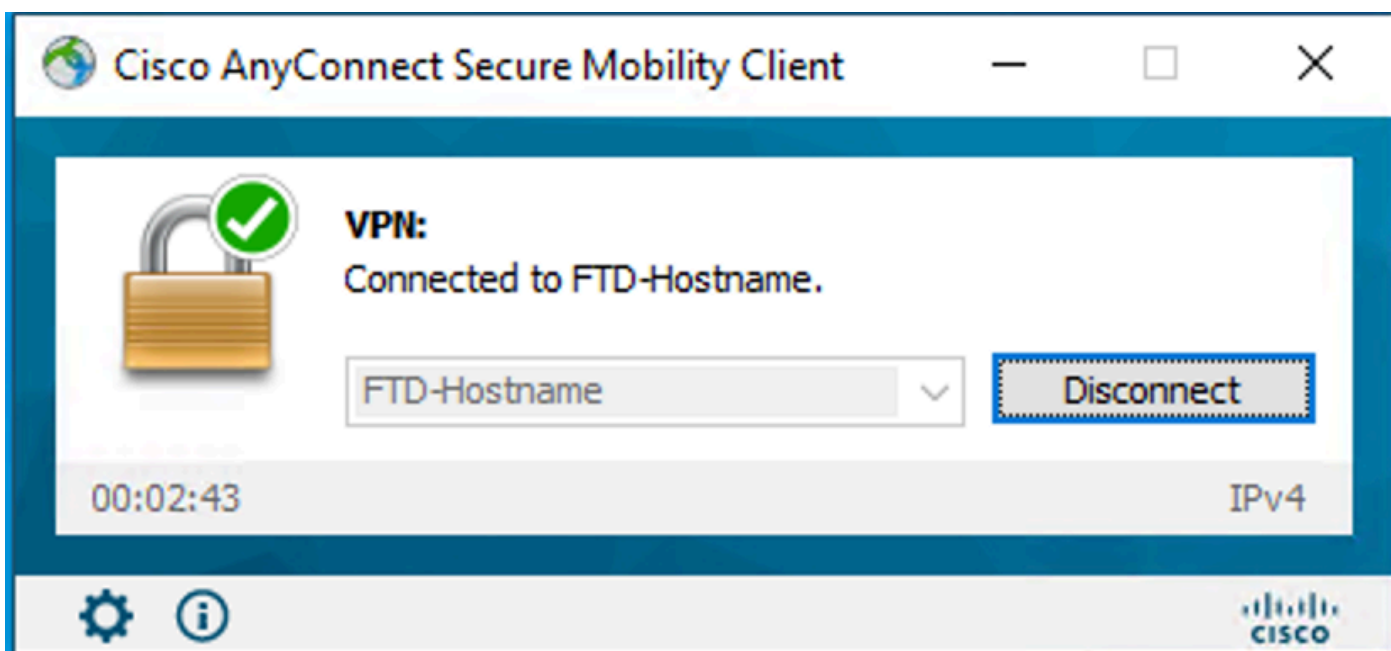 Cisco AnyConnect Secure Mobility Client
VPN:
Connected to FTD-Hostname.
FTD-Hostname
Disconnect
00:02:43
IPv4
CISCO